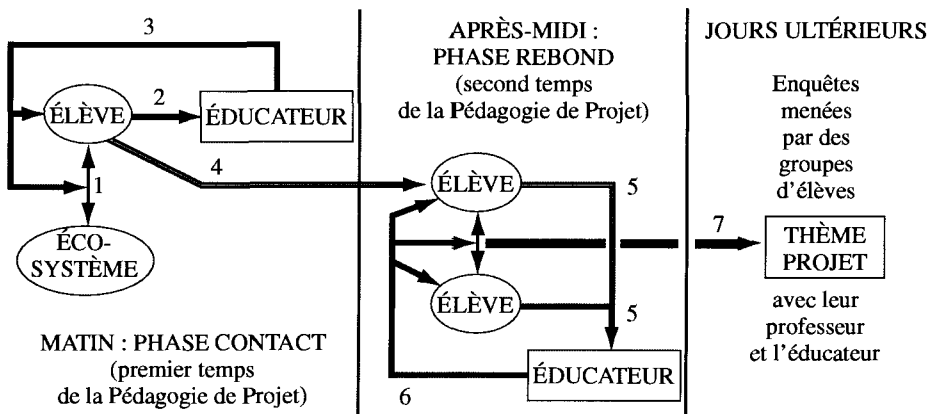 3
ÉLÈVE
2
ÉDUCATEUR
1
4
ÉCO-
SYSTÈME
MATIN : PHASE CONTACT
(premier temps
de la Pédagogie de Projet)
APRÈS-MIDI :
PHASE REBOND
(second temps
de la Pédagogie de Projet)
ÉLÈVE
5
ÉLÈVE
5
ÉDUCATEUR
6
JOURS ULTÉRIEURS
Enquêtes
menées
par des
groupes
d’élèves
7
THÈME
PROJET
avec leur
professeur
et l’éducateur